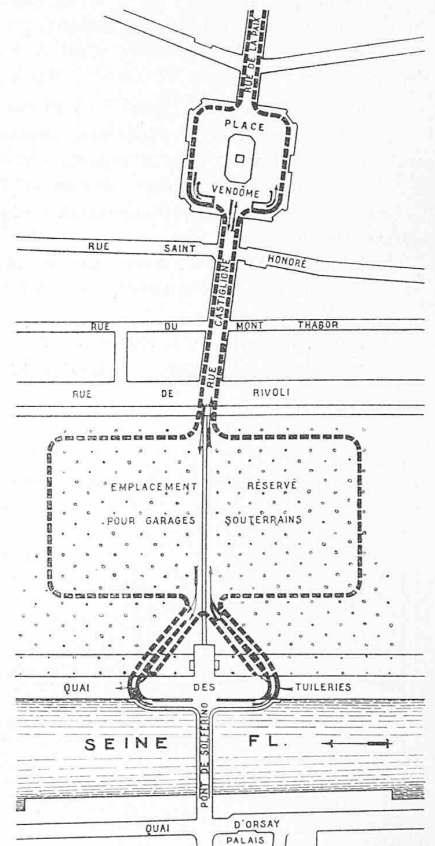 RUE DE LA PAIX
PLACE
VENDÔME
RUE SAINT HONORÉ
RUE CASTIGLIONE
RUE DU MONT THABOR
RUE DE RIVOLI
EMPLACEMENT RÉSERVÉ
POUR GARAGES SOUTERRAINS
QUAI DES TUILERIES
SEINE FL.
PONT DE SOLFÉRINO
QUAI D'ORSAY
PALAIS